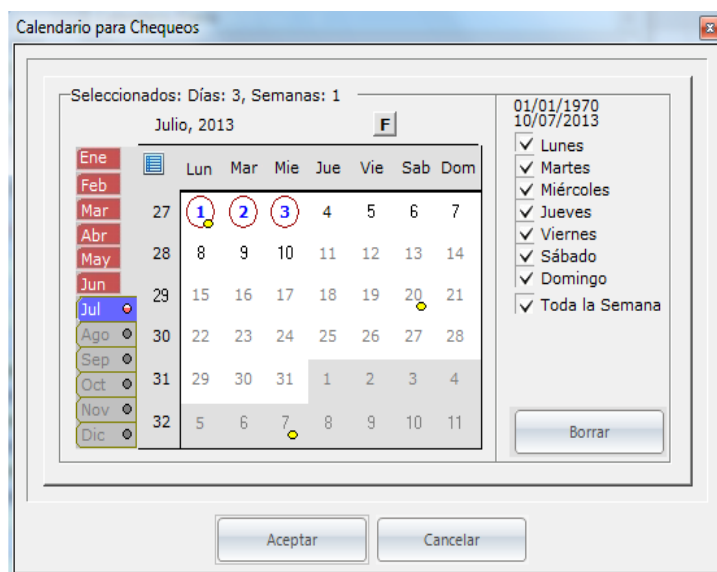 Calendario para Chequeos
x
Seleccionados: Días: 3, Semanas: 1
Julio, 2013
F
Ene
Feb
Mar
Abr
May
Jun
Jul
Ago
Sep
Oct
Nov
Dic
Lun Mar Mie Jue Vie Sab Dom
27 1 2 3 4 5 6 7
28 8 9 10 11 12 13 14
29 15 16 17 18 19 20 21
30 22 23 24 25 26 27 28
31 29 30 31 1 2 3 4
32 5 6 7 8 9 10 11
01/01/1970
10/07/2013
Lunes
Martes
Miércoles
Jueves
Viernes
Sábado
Domingo
Toda la Semana
Borrar
Aceptar
Cancelar